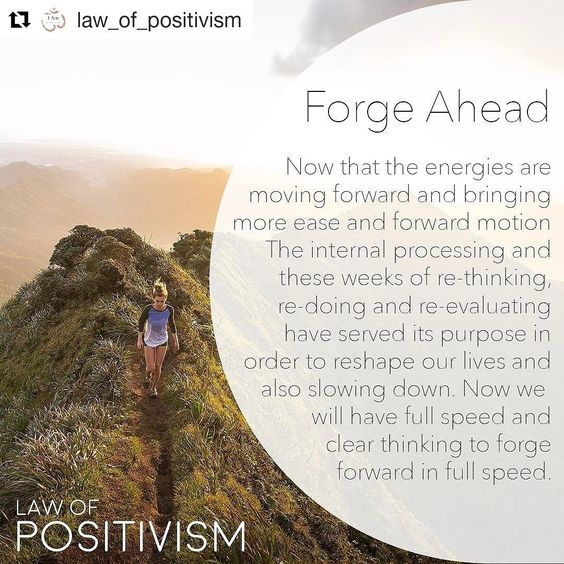 law_of_positivism
Forge Ahead
Now that the energies are
moving forward and bringing
more ease and forward motion
The internal processing and
these weeks of re-thinking,
re-doing and re-evaluating
have served its purpose in
order to reshape our lives and
also slowing down. Now we
will have full speed and
clear thinking to forge
forward in full speed.
LAW OF
POSITIVISM